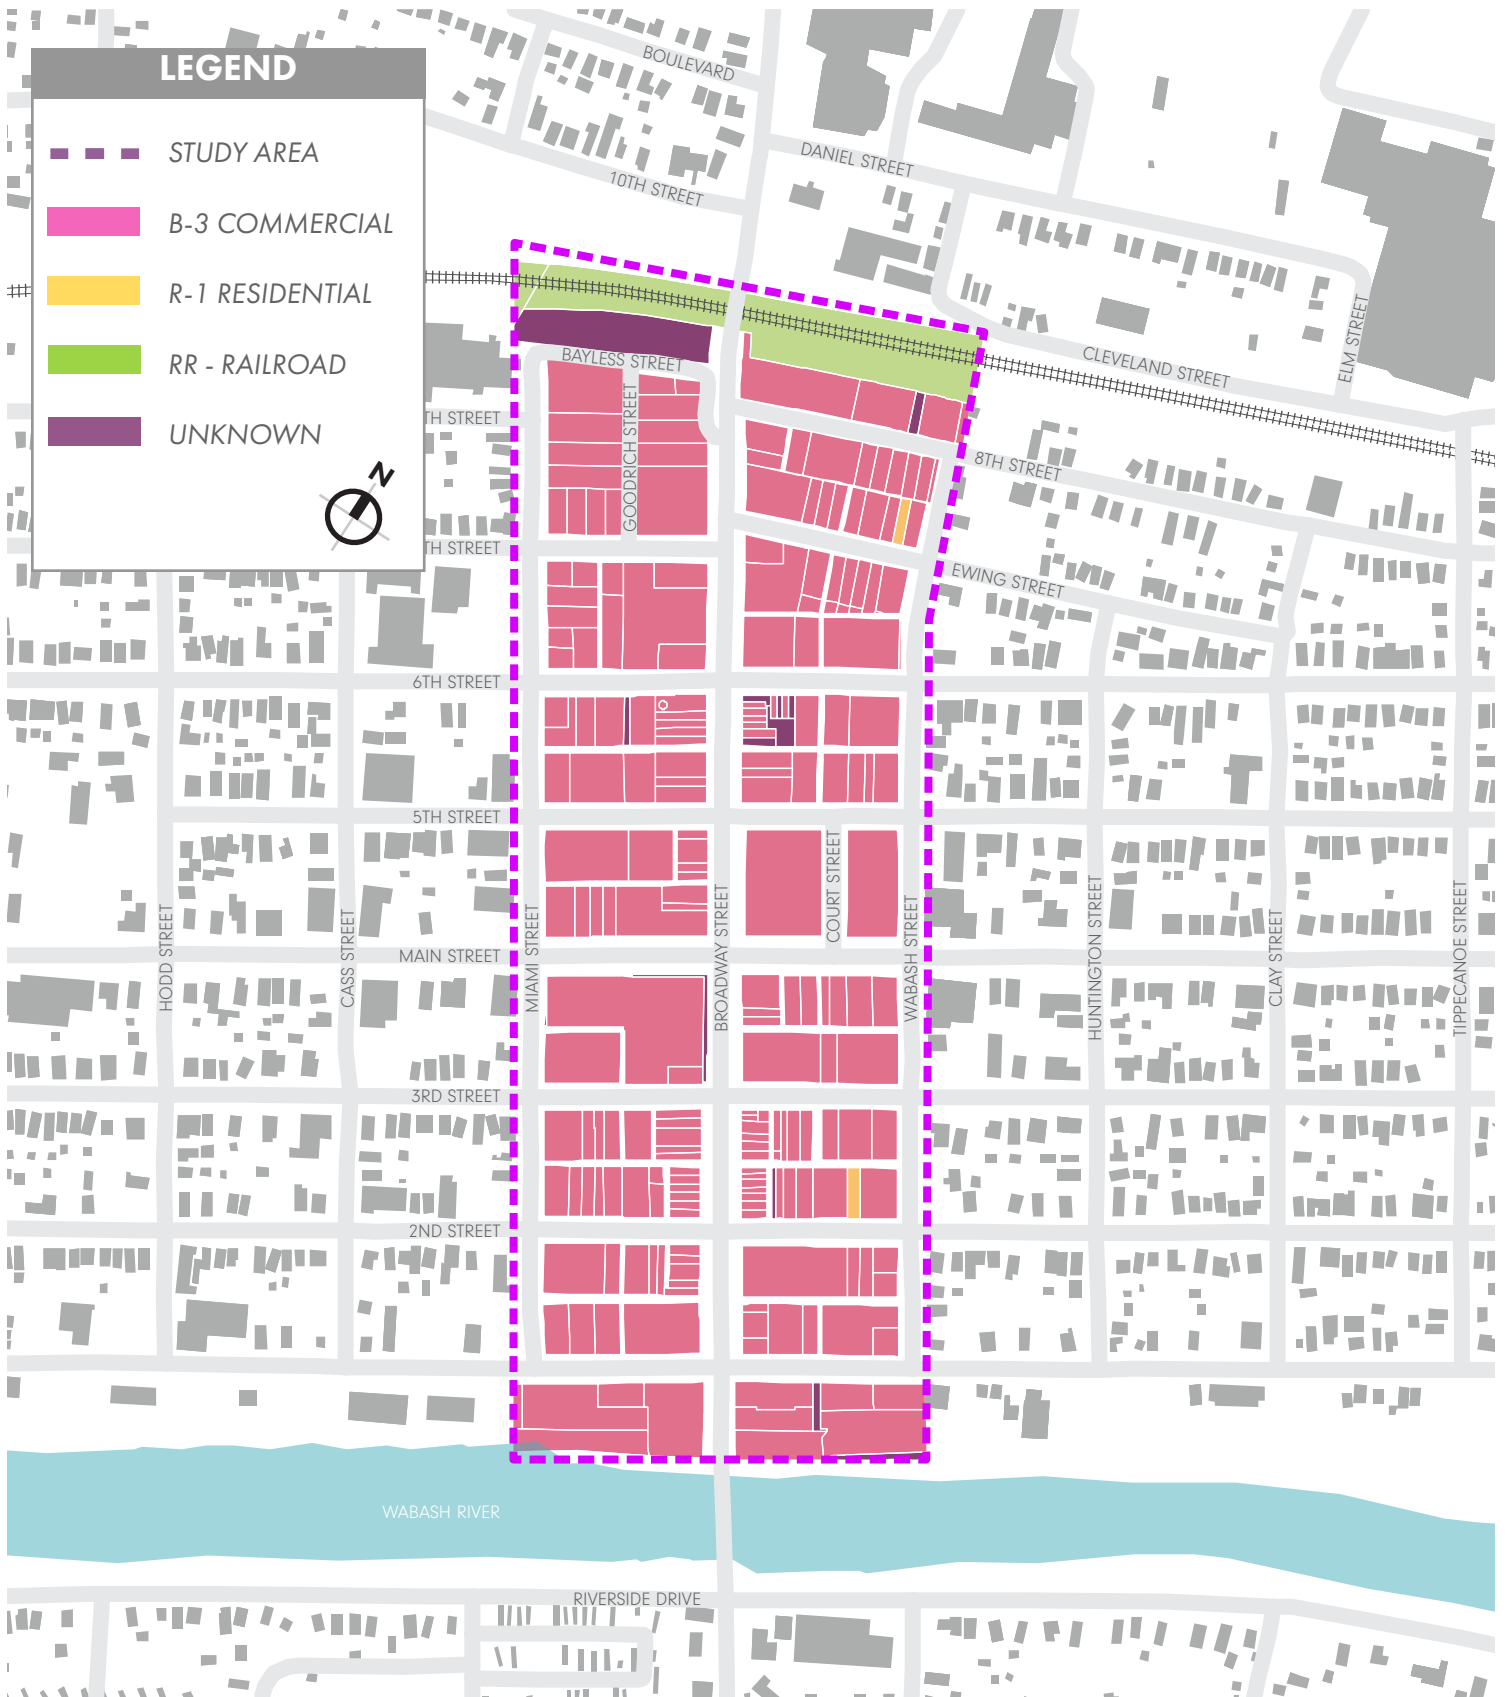 LEGEND
STUDY AREA
B-3 COMMERCIAL
R-1 RESIDENTIAL
RR - RAILROAD
UNKNOWN
N
BOULEVARD
DANIEL STREET
10TH STREET
ELM STREET
CLEVELAND STREET
BAYLESS STREET
TH STREET
GOODRICH STREET
8TH STREET
TH STREET
EWING STREET
6TH STREET
5TH STREET
COURT STREET
HODD STREET
CASS STREET
MAIN STREET
MIAMI STREET
BROADWAY STREET
WABASH STREET
HUNTINGTON STREET
CLAY STREET
TIPPECANOE STREET
3RD STREET
2ND STREET
WABASH RIVER
RIVERSIDE DRIVE